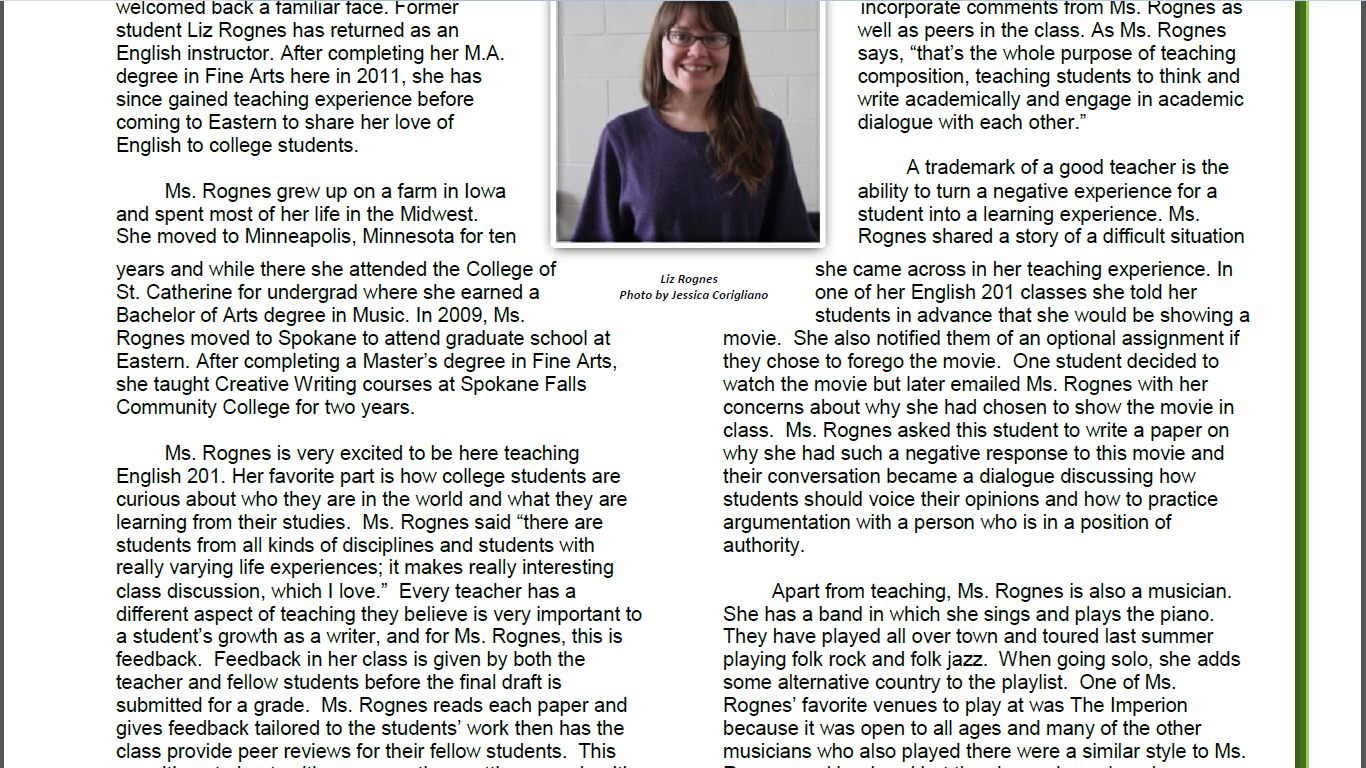 welcomed back a familiar face. Former
student Liz Rognes has returned as an
English instructor. After completing her M.A.
degree in Fine Arts here in 2011, she has
since gained teaching experience before
coming to Eastern to share her love of
English to college students.
Ms. Rognes grew up on a farm in Iowa
and spent most of her life in the Midwest.
She moved to Minneapolis, Minnesota for ten
years and while there she attended the College of
St. Catherine for undergrad where she earned a
Bachelor of Arts degree in Music. In 2009, Ms.
Rognes moved to Spokane to attend graduate school at
Eastern. After completing a Master’s degree in Fine Arts,
she taught Creative Writing courses at Spokane Falls
Community College for two years.
Ms. Rognes is very excited to be here teaching
English 201. Her favorite part is how college students are
curious about who they are in the world and what they are
learning from their studies.  Ms. Rognes said “there are
students from all kinds of disciplines and students with
really varying life experiences; it makes really interesting
class discussion, which I love.”  Every teacher has a
different aspect of teaching they believe is very important to
a student’s growth as a writer, and for Ms. Rognes, this is
feedback.  Feedback in her class is given by both the
teacher and fellow students before the final draft is
submitted for a grade.  Ms. Rognes reads each paper and
gives feedback tailored to the students’ work then has the
class provide peer reviews for their fellow students.  This
Liz Rognes
Photo by Jessica Corigliano
incorporate comments from Ms. Rognes as
well as peers in the class. As Ms. Rognes
says, “that’s the whole purpose of teaching
composition, teaching students to think and
write academically and engage in academic
dialogue with each other.”
A trademark of a good teacher is the
ability to turn a negative experience for a
student into a learning experience. Ms.
Rognes shared a story of a difficult situation
she came across in her teaching experience. In
one of her English 201 classes she told her
students in advance that she would be showing a
movie.  She also notified them of an optional assignment if
they chose to forego the movie.  One student decided to
watch the movie but later emailed Ms. Rognes with her
concerns about why she had chosen to show the movie in
class.  Ms. Rognes asked this student to write a paper on
why she had such a negative response to this movie and
their conversation became a dialogue discussing how
students should voice their opinions and how to practice
argumentation with a person who is in a position of
authority.
Apart from teaching, Ms. Rognes is also a musician.
She has a band in which she sings and plays the piano.
They have played all over town and toured last summer
playing folk rock and folk jazz.  When going solo, she adds
some alternative country to the playlist.  One of Ms.
Rognes’ favorite venues to play at was The Imperion
because it was open to all ages and many of the other
musicians who also played there were a similar style to Ms.